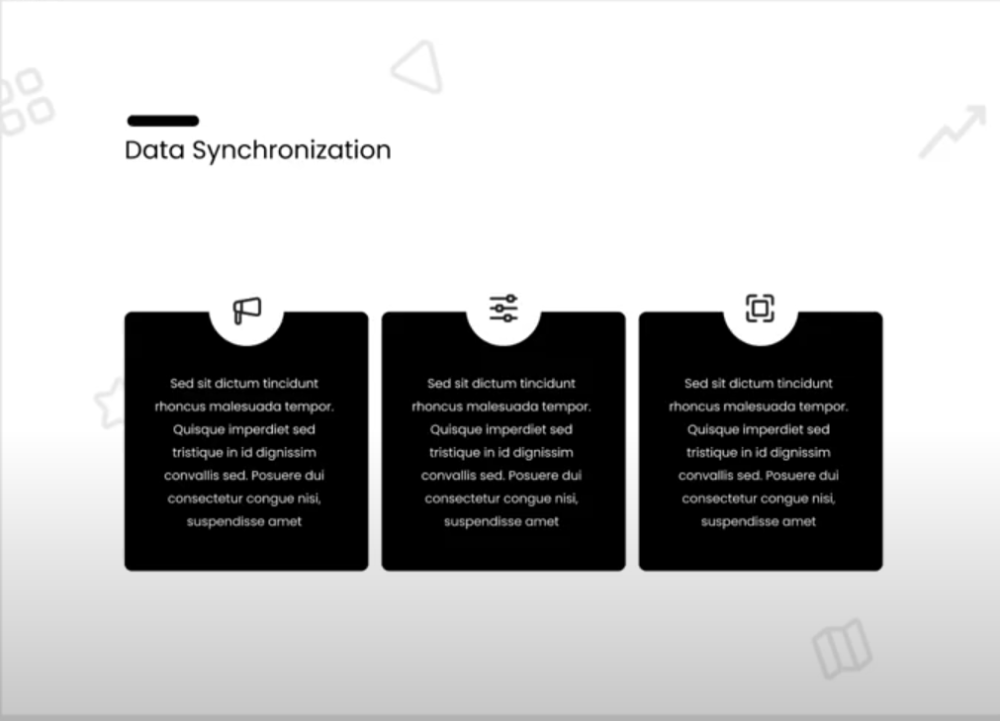 Data Synchronization
Sed sit dictum tincidunt
rhoncus malesuada tempor.
Quisque imperdiet sed
tristique in id dignissim
convallis sed. Posuere dui
consectetur congue nisi,
suspendisse amet
Sed sit dictum tincidunt
rhoncus malesuada tempor.
Quisque imperdiet sed
tristique in id dignissim
convallis sed. Posuere dui
consectetur congue nisi,
suspendisse amet
Sed sit dictum tincidunt
rhoncus malesuada tempor.
Quisque imperdiet sed
tristique in id dignissim
convallis sed. Posuere dui
consectetur congue nisi,
suspendisse amet